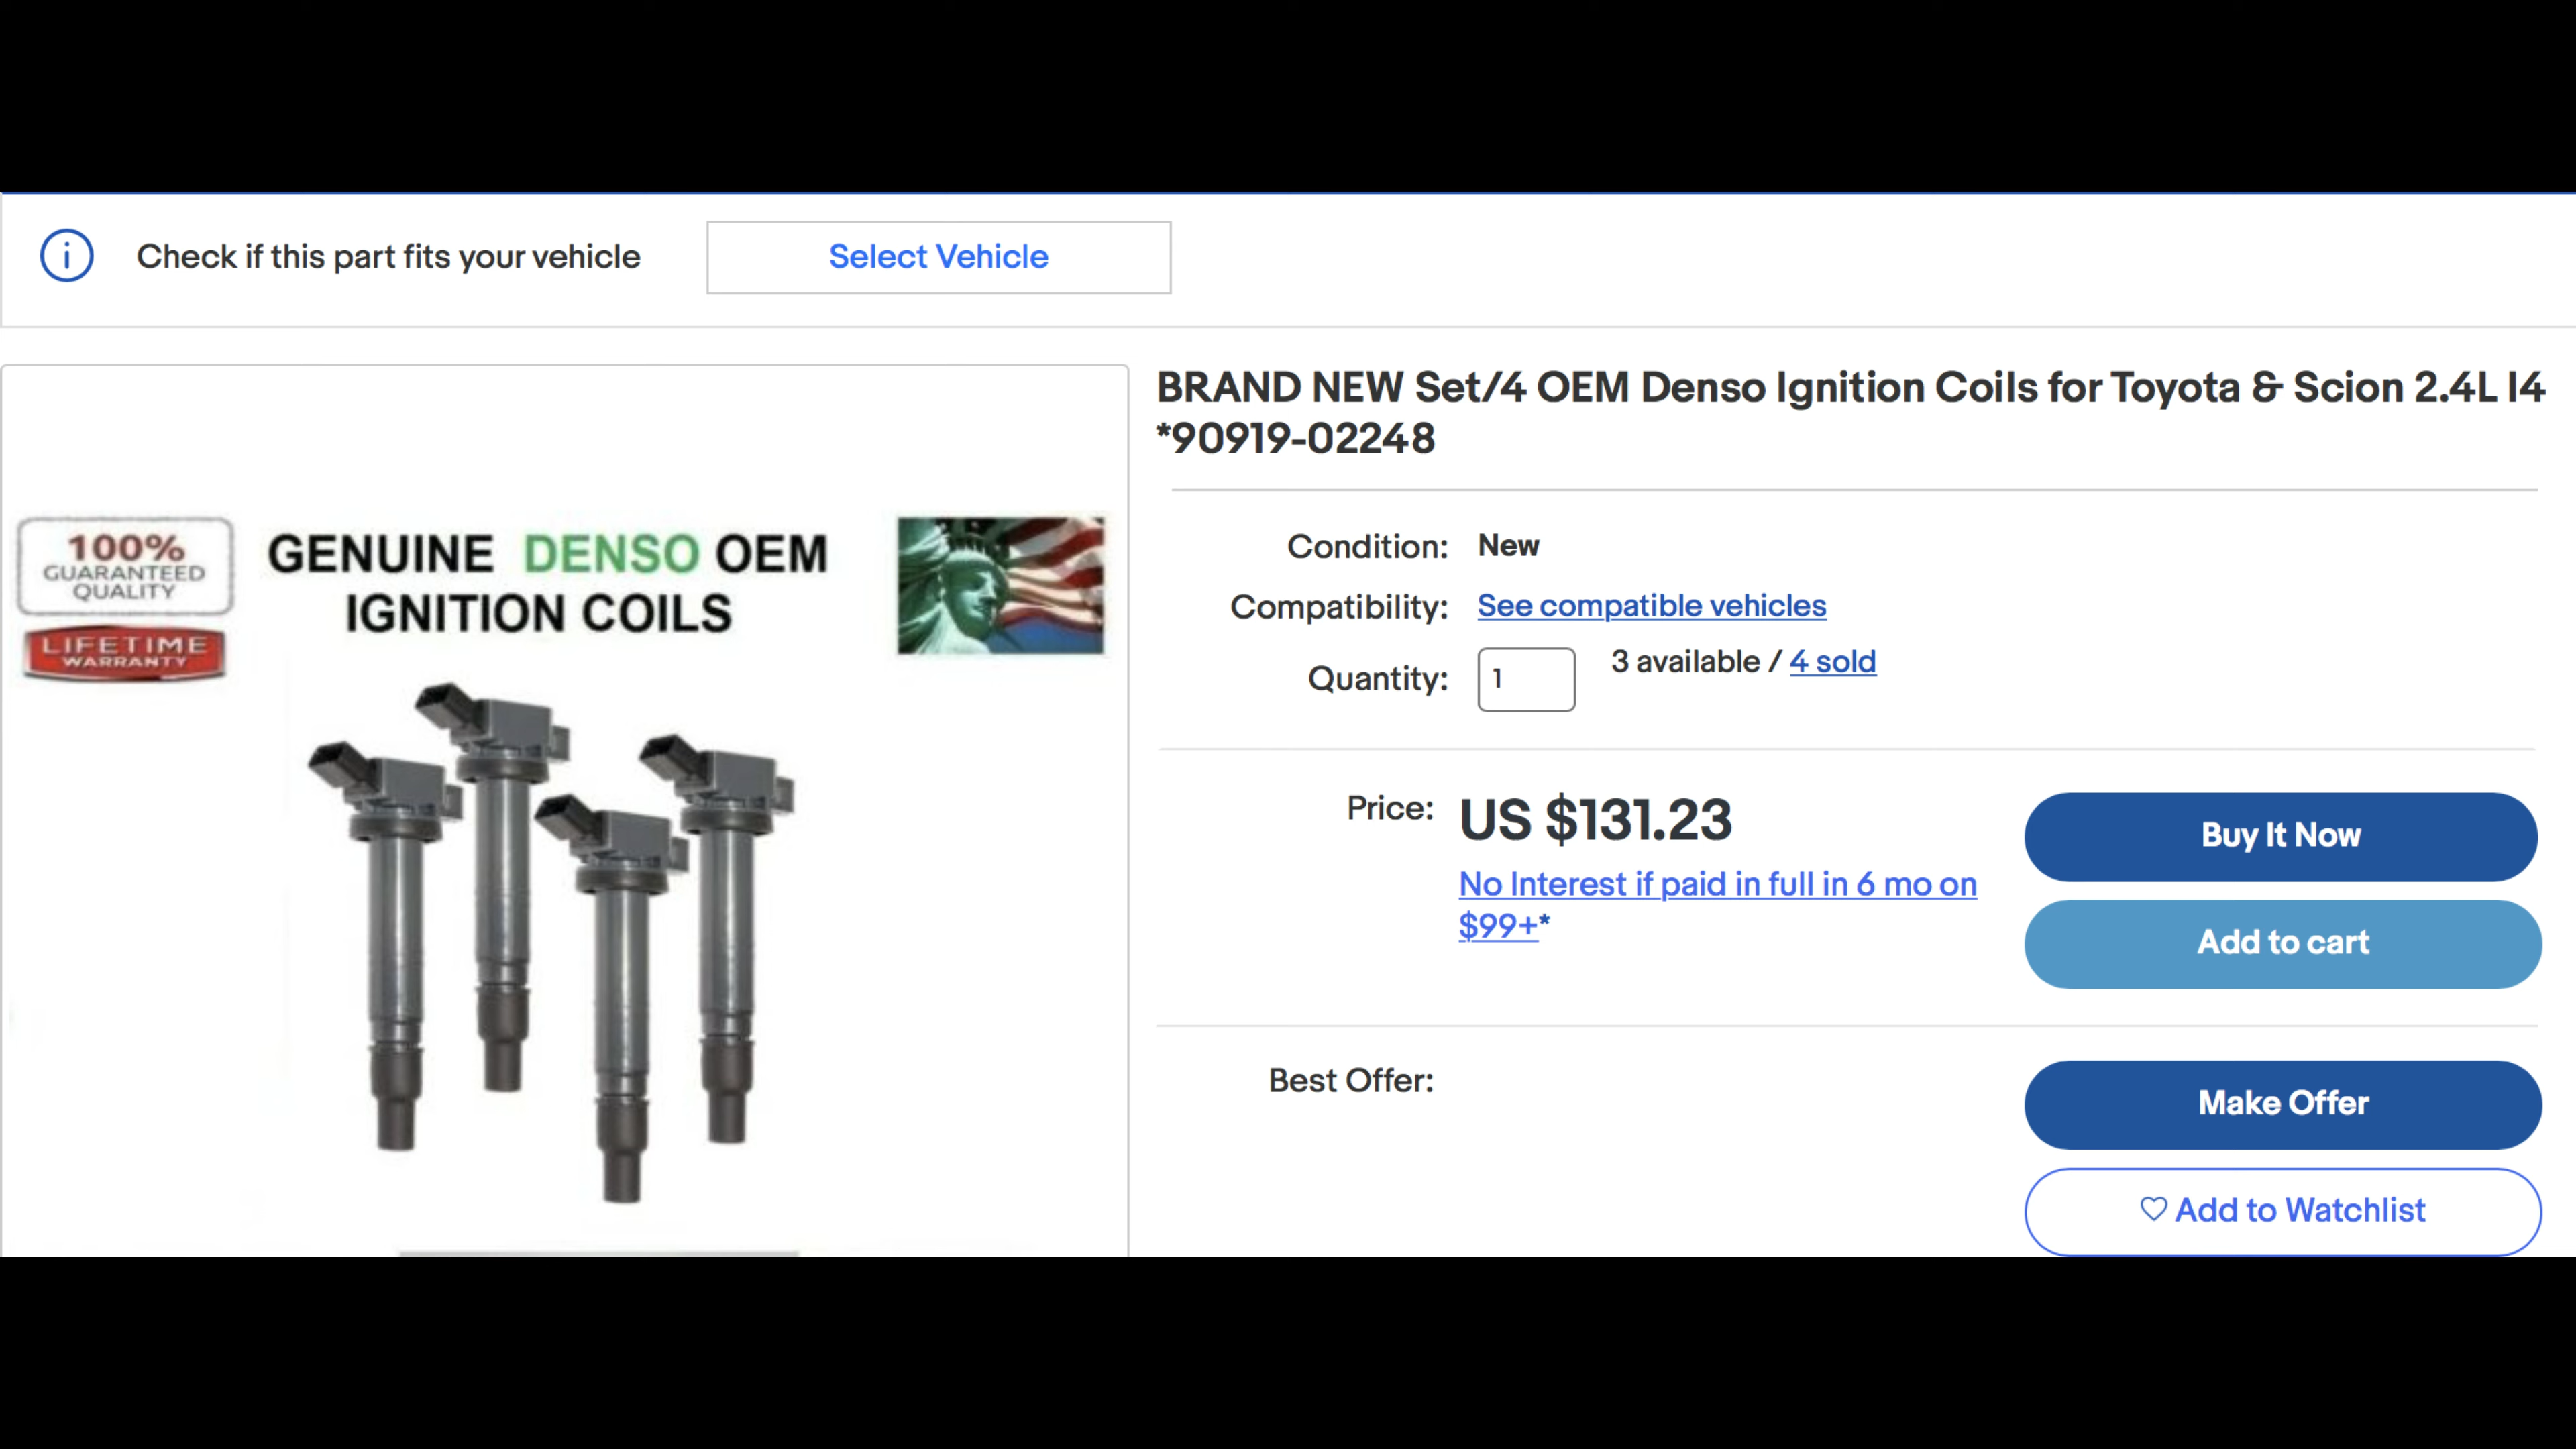 Check if this part fits your vehicle
Select Vehicle
100%
GUARANTEED
QUALITY
LIFETIME
WARRANTY
GENUINE DENSO OEM
IGNITION COILS
BRAND NEW Set/4 OEM Denso Ignition Coils for Toyota & Scion 2.4L I4
*90919-02248
Condition: New
Compatibility: See compatible vehicles
Quantity: 1 3 available / 4 sold
Price: US $131.23
No Interest if paid in full in 6 mo on
$99+*
Buy It Now
Add to cart
Best Offer:
Make Offer
Add to Watchlist